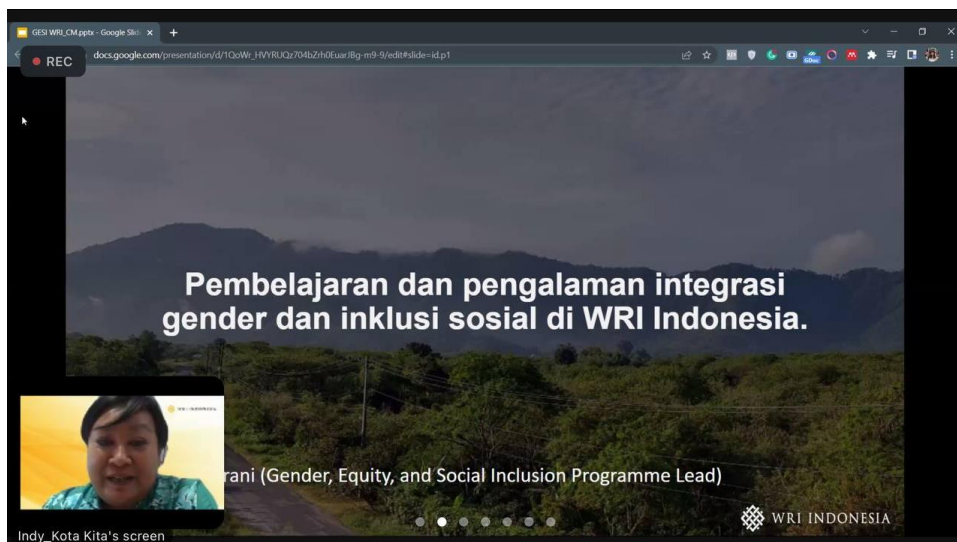 GESI WRI_CM.pptx - Google Slid
REC
docs.google.com/presentation/d/1QoWr_HVYRUQz704bZrh0EuarJBg-m9-9/edit#slide=id.p1
Pembelajaran dan pengalaman integrasi
gender dan inklusi sosial di WRI Indonesia.
WRI INDONESIA
rani (Gender, Equity, and Social Inclusion Programme Lead)
WRI INDONESIA
Indy_Kota Kita's screen